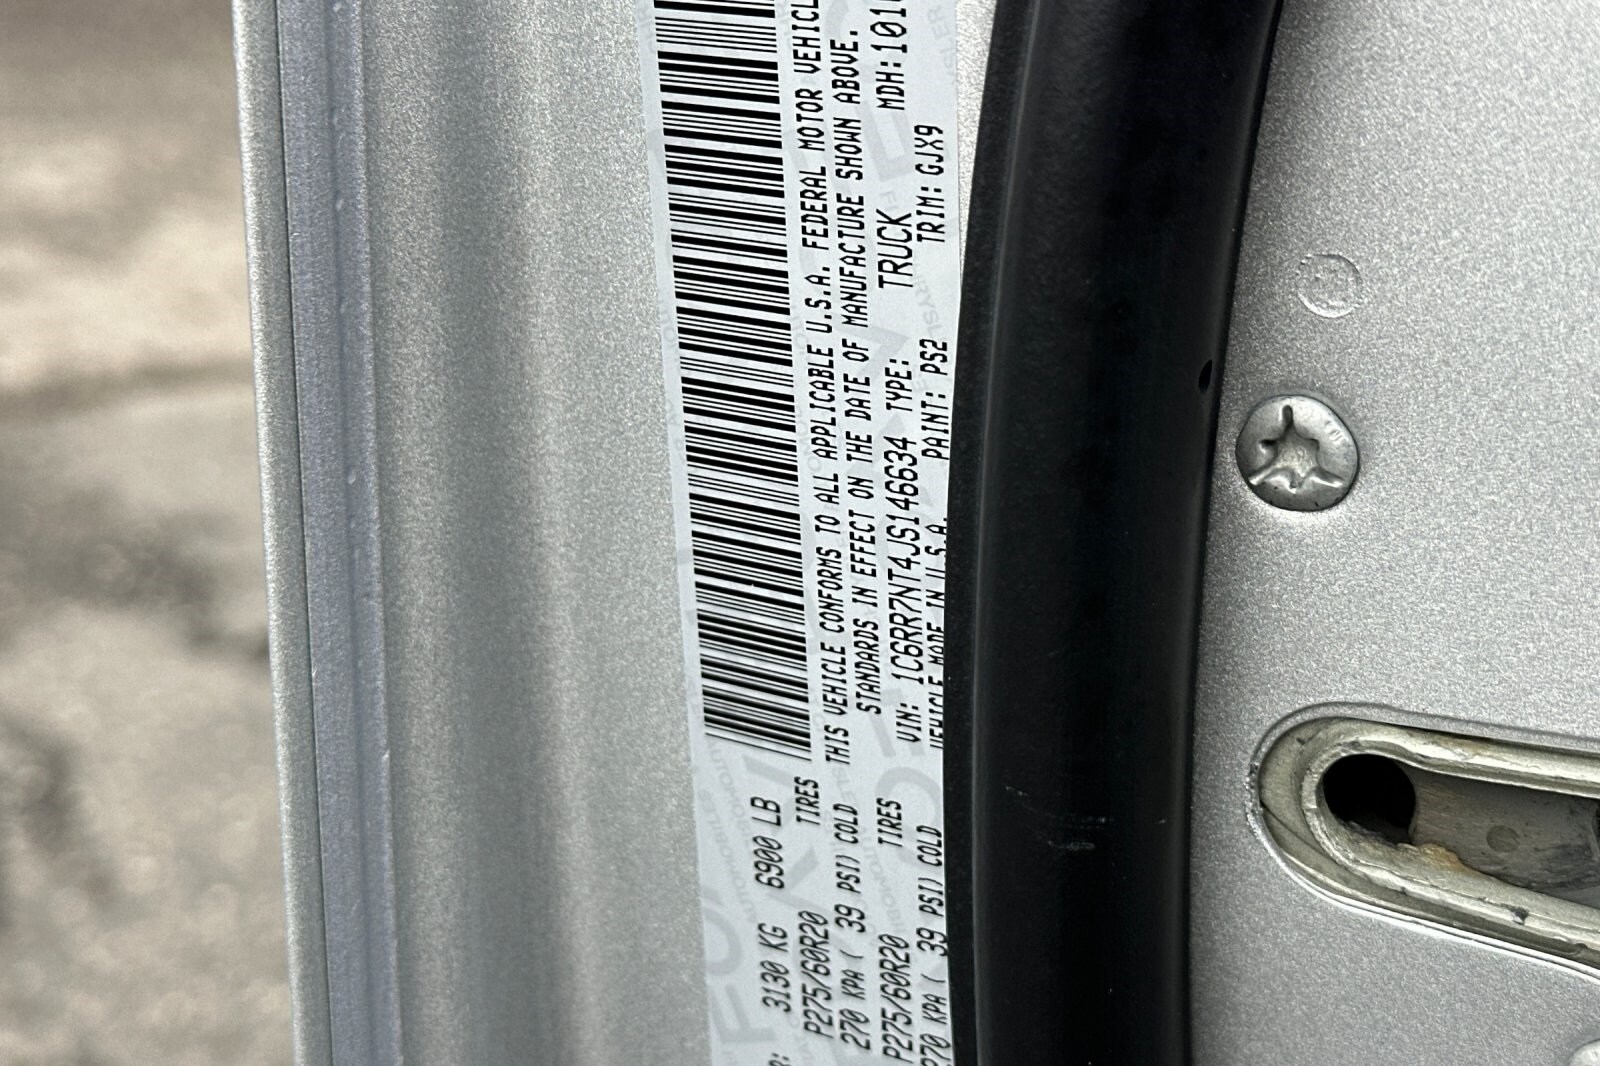 3130 KG 6900 LB
P275/60R20 TIRES
270 KPA ( 39 PSI) COLD
P275/60R20 TIRES
270 KPA ( 39 PSI) COLD
THIS VEHICLE CONFORMS TO ALL APPLICABLE U.S.A. FEDERAL MOTOR
STANDARDS IN EFFECT ON THE DATE OF MANUFACTURE SHOWN ABOVE.
VIN: 1C6RR7NT4JS146634 TYPE: TRUCK MDH: 101
VEHICLE MADE IN U.S.A. PAINT: PS2 TRIM: GJX9